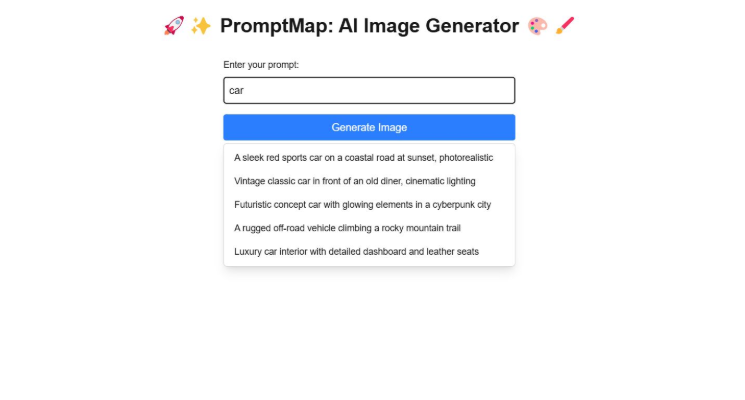 🚀✨ PromptMap: AI Image Generator 🎨🖌️
Enter your prompt:
car
Generate Image
A sleek red sports car on a coastal road at sunset, photorealistic
Vintage classic car in front of an old diner, cinematic lighting
Futuristic concept car with glowing elements in a cyberpunk city
A rugged off-road vehicle climbing a rocky mountain trail
Luxury car interior with detailed dashboard and leather seats